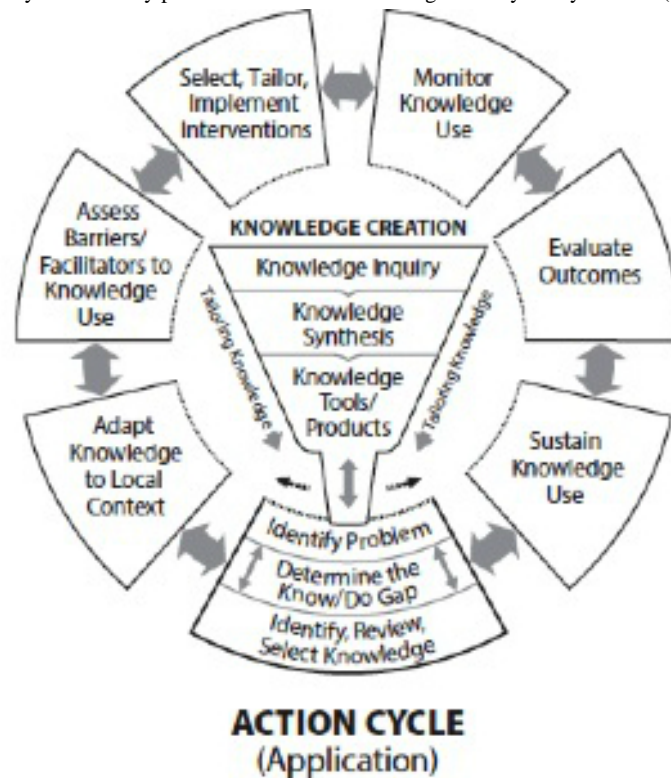 Select, Tailor,
Implement
Interventions
Monitor
Knowledge
Use
Assess
Barriers/
Facilitators to
Knowledge
Use
Evaluate
Outcomes
KNOWLEDGE CREATION
Knowledge Inquiry
Knowledge
Synthesis
Knowledge
Tools/
Products
Tailoring Knowledge
Tailoring Knowledge
Adapt
Knowledge
to Local
Context
Sustain
Knowledge
Use
Identify Problem
Determine the
Know/Do Gap
Identify, Review,
Select Knowledge
ACTION CYCLE
(Application)